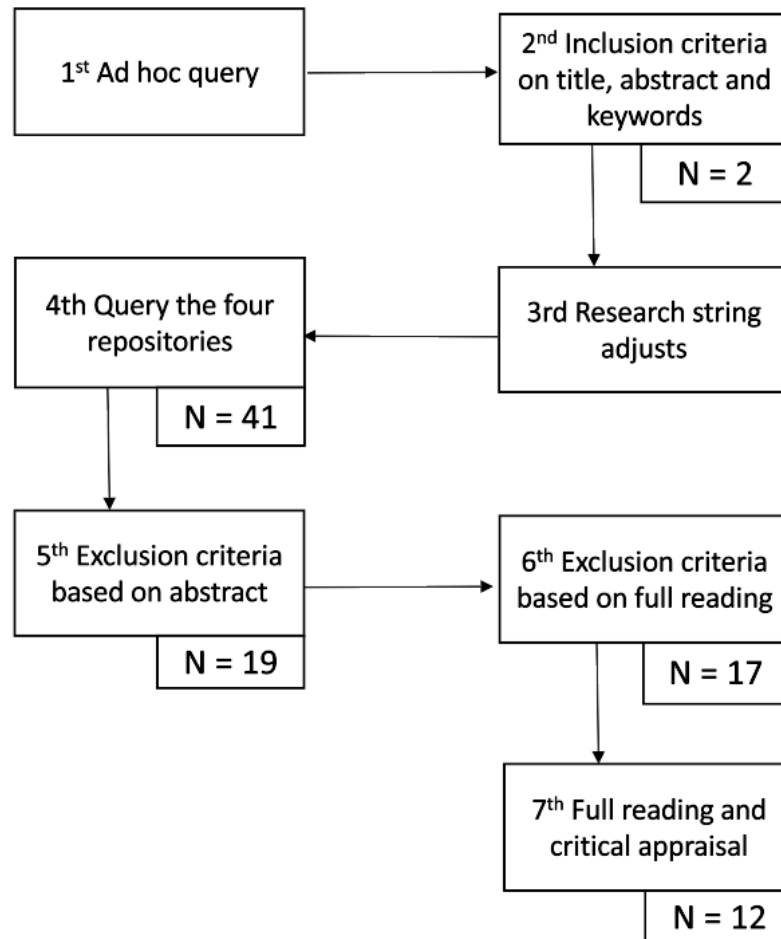 1st Ad hoc query
2nd Inclusion criteria
on title, abstract and
keywords
N = 2
3rd Research string
adjusts
4th Query the four
repositories
N = 41
5th Exclusion criteria
based on abstract
N = 19
6th Exclusion criteria
based on full reading
N = 17
7th Full reading and
critical appraisal
N = 12